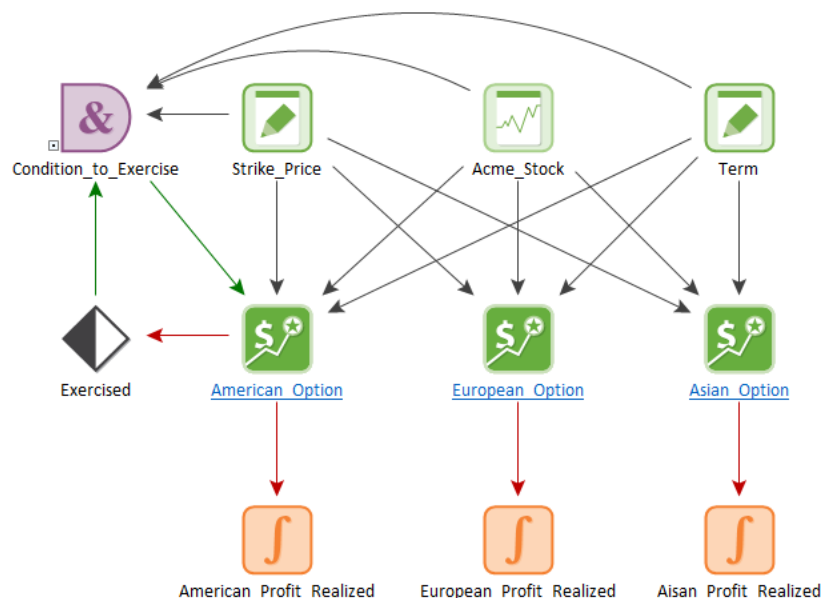 &
Condition_to_Exercise
Strike_Price
Acme_Stock
Term
$
$
$
Exercised
American_Option
European_Option
Asian_Option
∫
∫
∫
American_Profit_Realized
European_Profit_Realized
Aisan_Profit_Realized